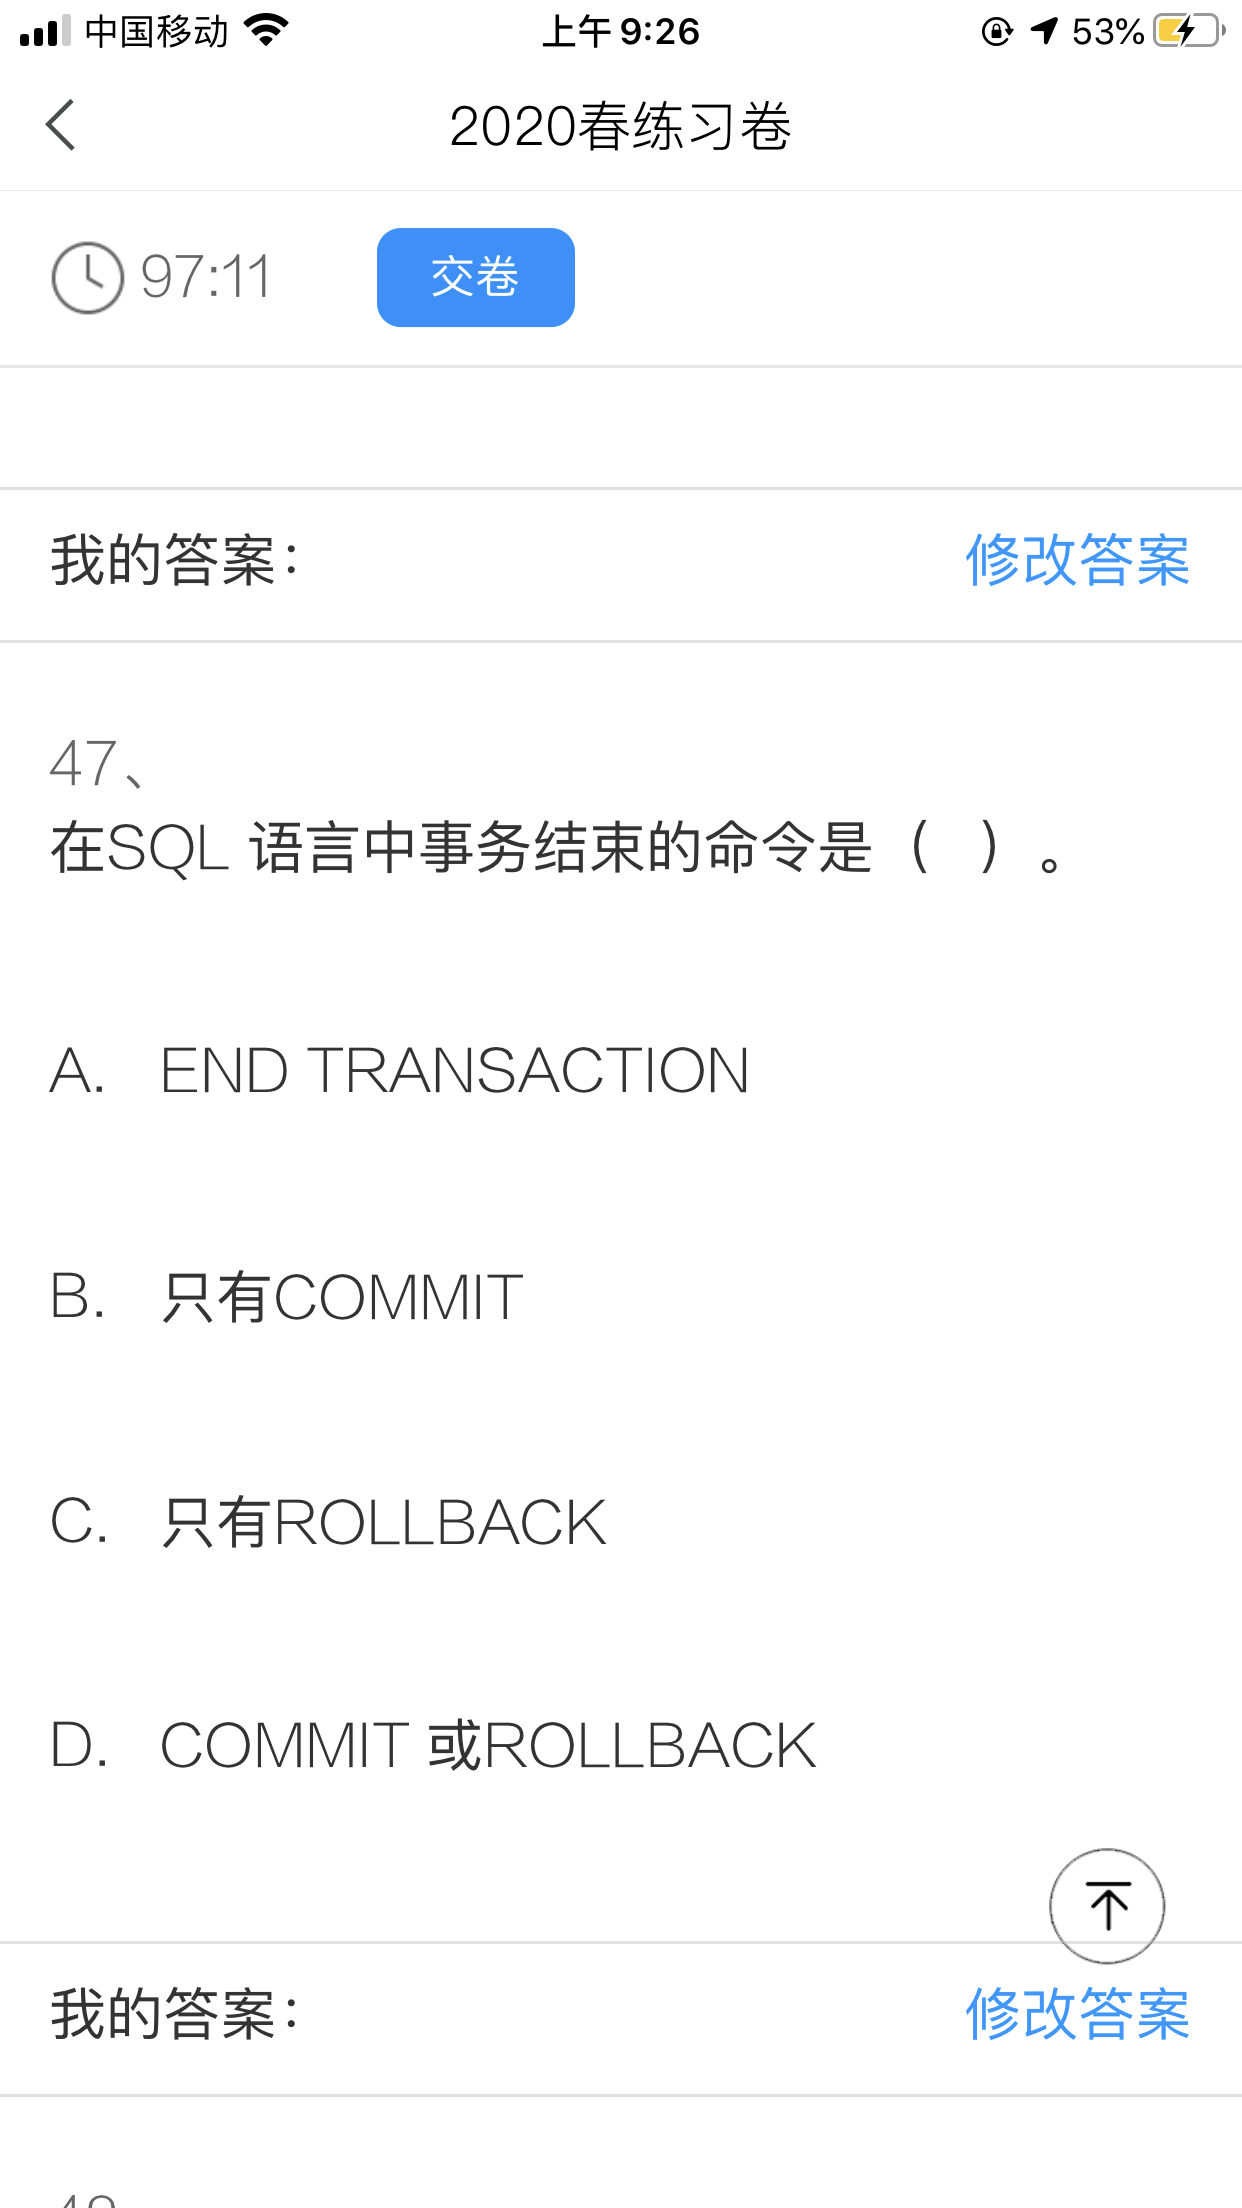 中国移动
上午 9:26
53%
2020春练习卷
97:11
交卷
我的答案：
修改答案
47、
在SQL 语言中事务结束的命令是（ ）。
A. END TRANSACTION
B. 只有COMMIT
C. 只有ROLLBACK
D. COMMIT 或ROLLBACK
我的答案：
修改答案